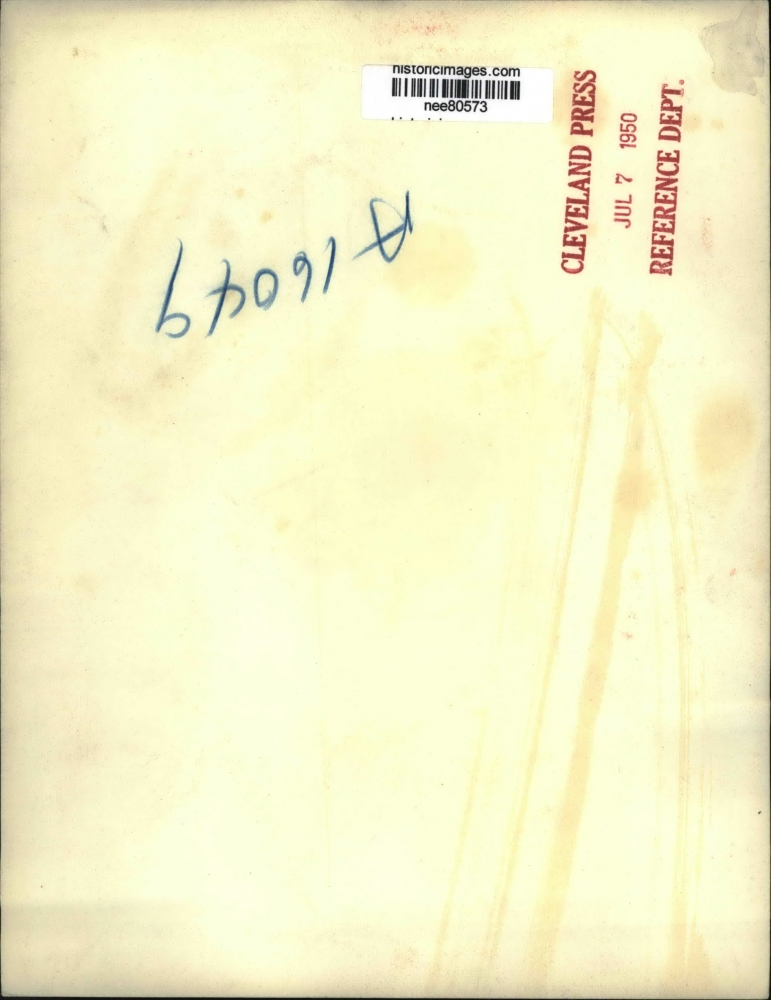 historicimages.com
nee80573
CLEVELAND PRESS
JUL 7 1950
REFERENCE DEPT.
A16049